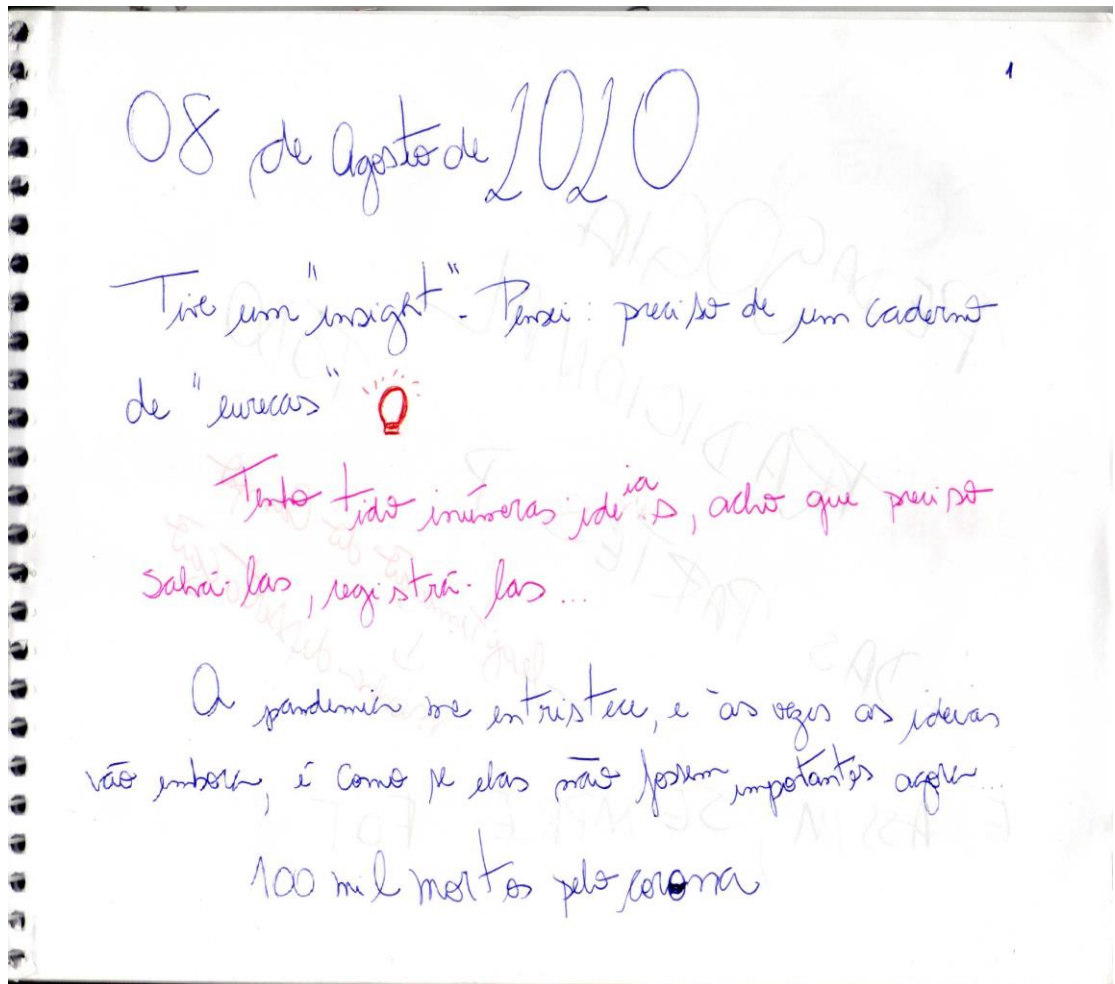 1
08 de Agosto de 2020
Tive um "insight" - Pensei: preciso de um caderno
de "eurecas"
Tenho tido inúmeras ideias, acho que preciso
salvá-las, registrá-las...
A pandemia me entristece, e às vezes as ideias
vão embora, é como se elas não fossem impotantes agora...
100 mil mortos pelo corona